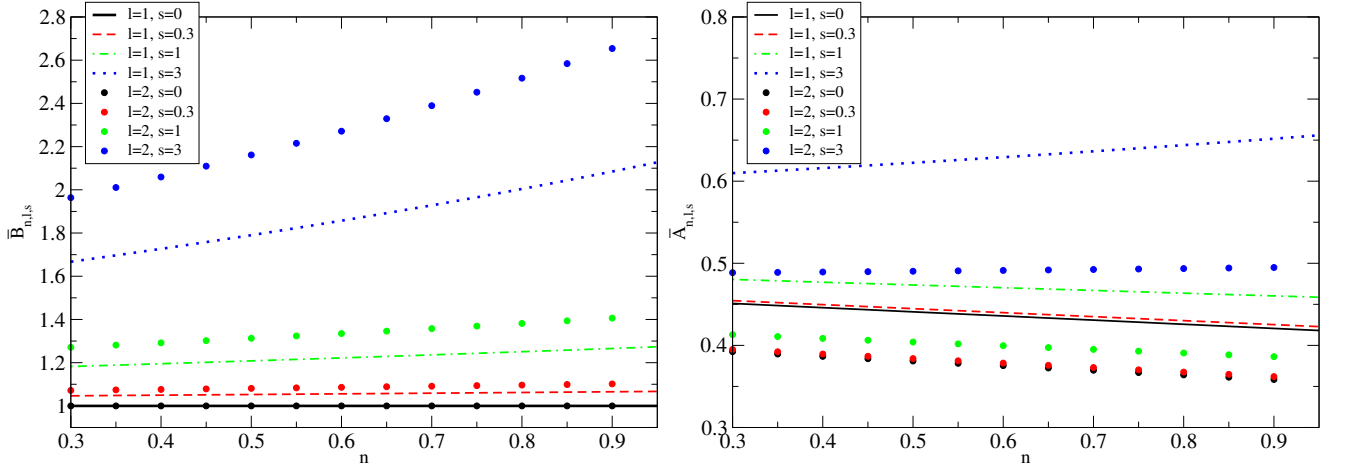 2.8
2.6
2.4
2.2
2
1.8
1.6
1.4
1.2
1
B̅n,l,s
0.3 0.4 0.5 0.6 0.7 0.8 0.9
n
l=1, s=0
l=1, s=0.3
l=1, s=1
l=1, s=3
l=2, s=0
l=2, s=0.3
l=2, s=1
l=2, s=3
0.8
0.7
0.6
0.5
0.4
0.3
A̅n,l,s
0.3 0.4 0.5 0.6 0.7 0.8 0.9
n
l=1, s=0
l=1, s=0.3
l=1, s=1
l=1, s=3
l=2, s=0
l=2, s=0.3
l=2, s=1
l=2, s=3